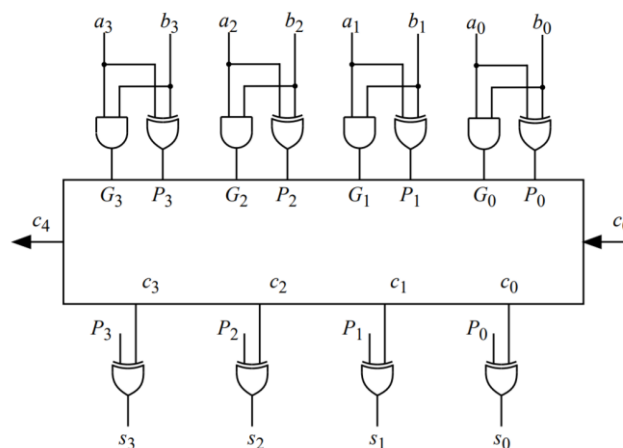 a3 b3 a2 b2 a1 b1 a0 b0
G3 P3 G2 P2 G1 P1 G0 P0
c4
c3 c2 c1 c0
P3 P2 P1 P0
s3 s2 s1 s0